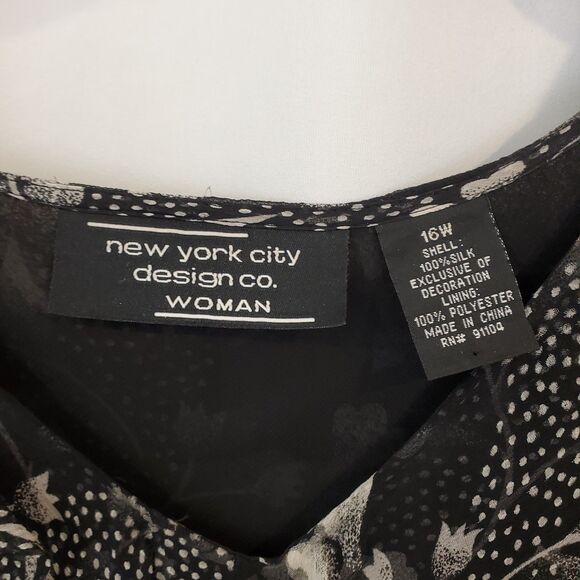 new york city
design co.
WOMAN
16W
SHELL:
100%SILK
EXCLUSIVE OF
DECORATION
LINING:
100% POLYESTER
MADE IN CHINA
RN# 91104